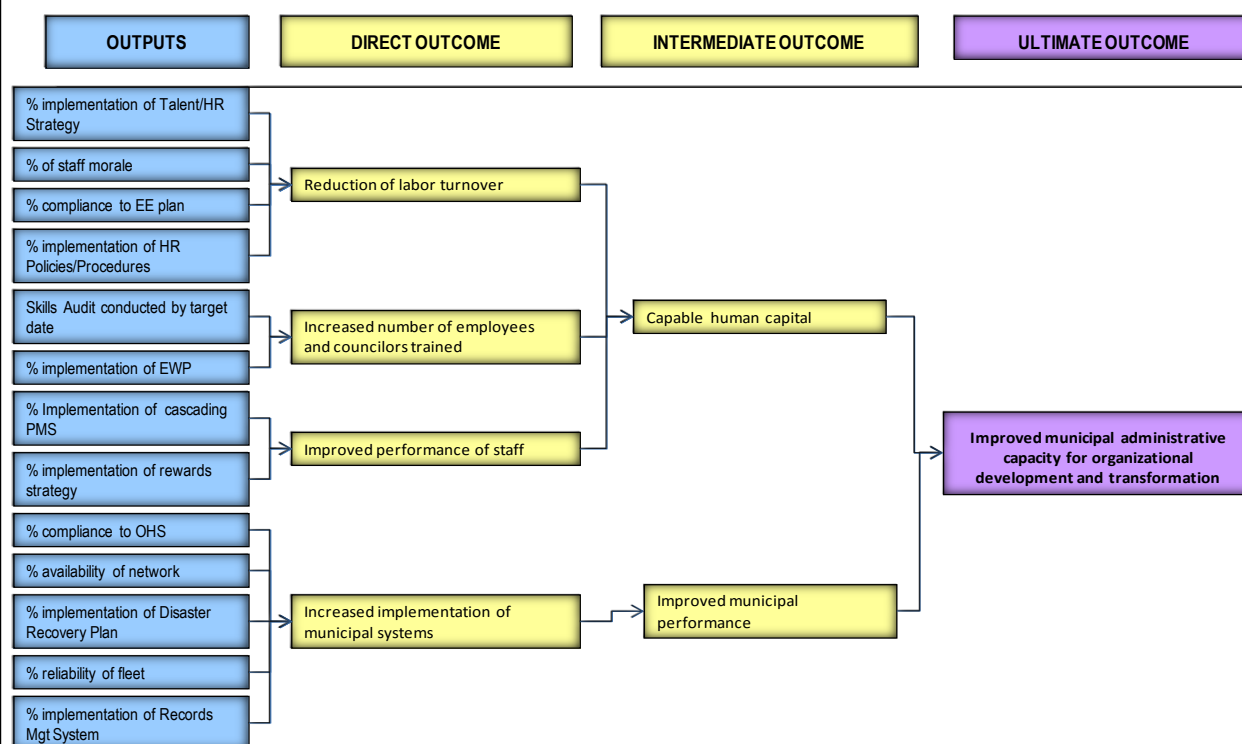 OUTPUTS
DIRECT OUTCOME
INTERMEDIATE OUTCOME
ULTIMATE OUTCOME
% implementation of Talent/HR
Strategy
% of staff morale
% compliance to EE plan
% implementation of HR
Policies/Procedures
Skills Audit conducted by target
date
% implementation of EWP
% Implementation of cascading
PMS
% implementation of rewards
strategy
% compliance to OHS
% availability of network
% implementation of Disaster
Recovery Plan
% reliability of fleet
% implementation of Records
Mgt System
Reduction of labor turnover
Increased number of employees
and councilors trained
Improved performance of staff
Increased implementation of
municipal systems
Capable human capital
Improved municipal
performance
Improved municipal administrative
capacity for organizational
development and transformation